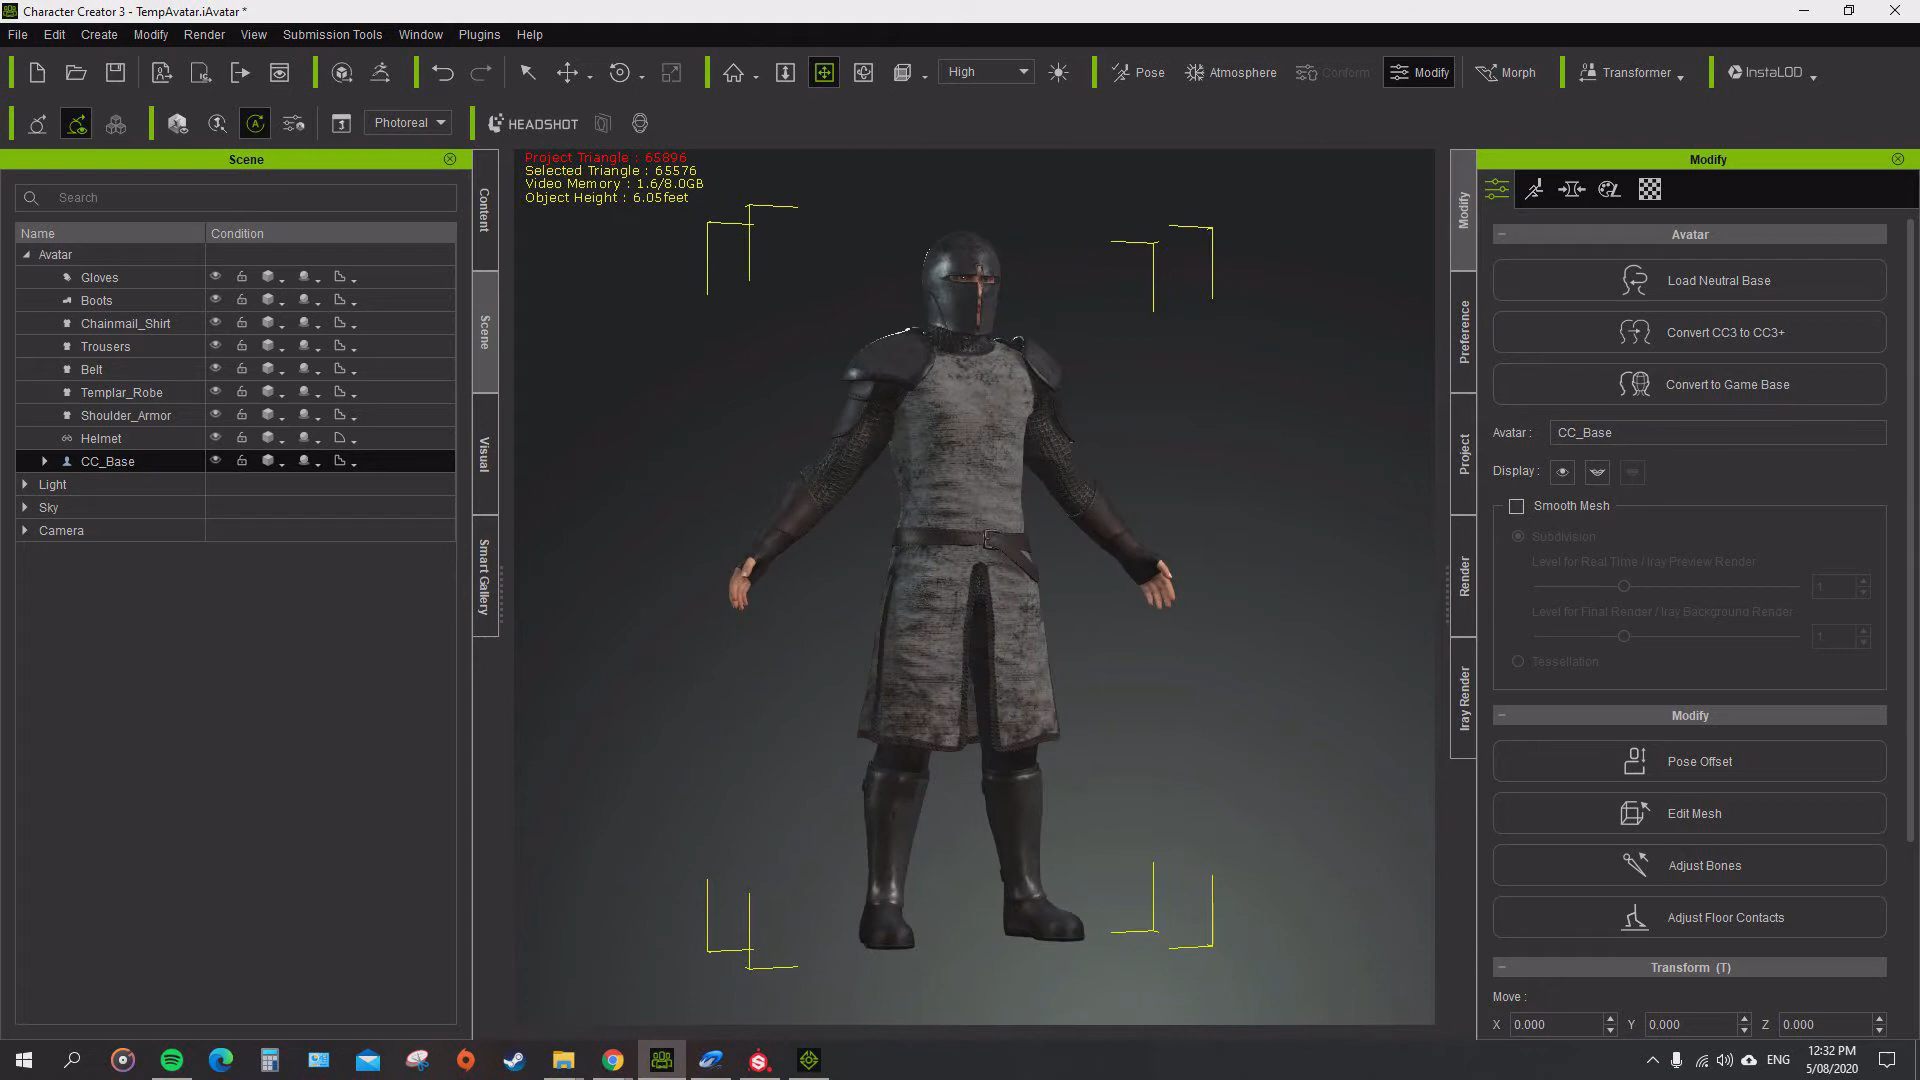 Character Creator 3 - TempAvatar.iAvatar *
File Edit Create Modify Render View Submission Tools Window Plugins Help
High Pose Atmosphere Conform Modify Morph Transformer InstaLOD
Photoreal HEADSHOT
Scene
Search
Name Condition
Avatar
Gloves
Boots
Chainmail_Shirt
Trousers
Belt
Templar_Robe
Shoulder_Armor
Helmet
CC_Base
Light
Sky
Camera
Content
Scene
Visual
Smart Gallery
Project Triangle : 65896
Selected Triangle : 65576
Video Memory : 1.6/8.0GB
Object Height : 6.05feet
Modify
Preference
Project
Render
Iray Render
Modify
Avatar
Load Neutral Base
Convert CC3 to CC3+
Convert to Game Base
Avatar : CC_Base
Display :
Smooth Mesh
Subdivision
Level for Real Time / Iray Preview Render
1
Level for Final Render / Iray Background Render
1
Tessellation
Modify
Pose Offset
Edit Mesh
Adjust Bones
Adjust Floor Contacts
Transform (T)
Move :
X 0.000 Y 0.000 Z 0.000
ENG
12:32 PM
5/08/2020